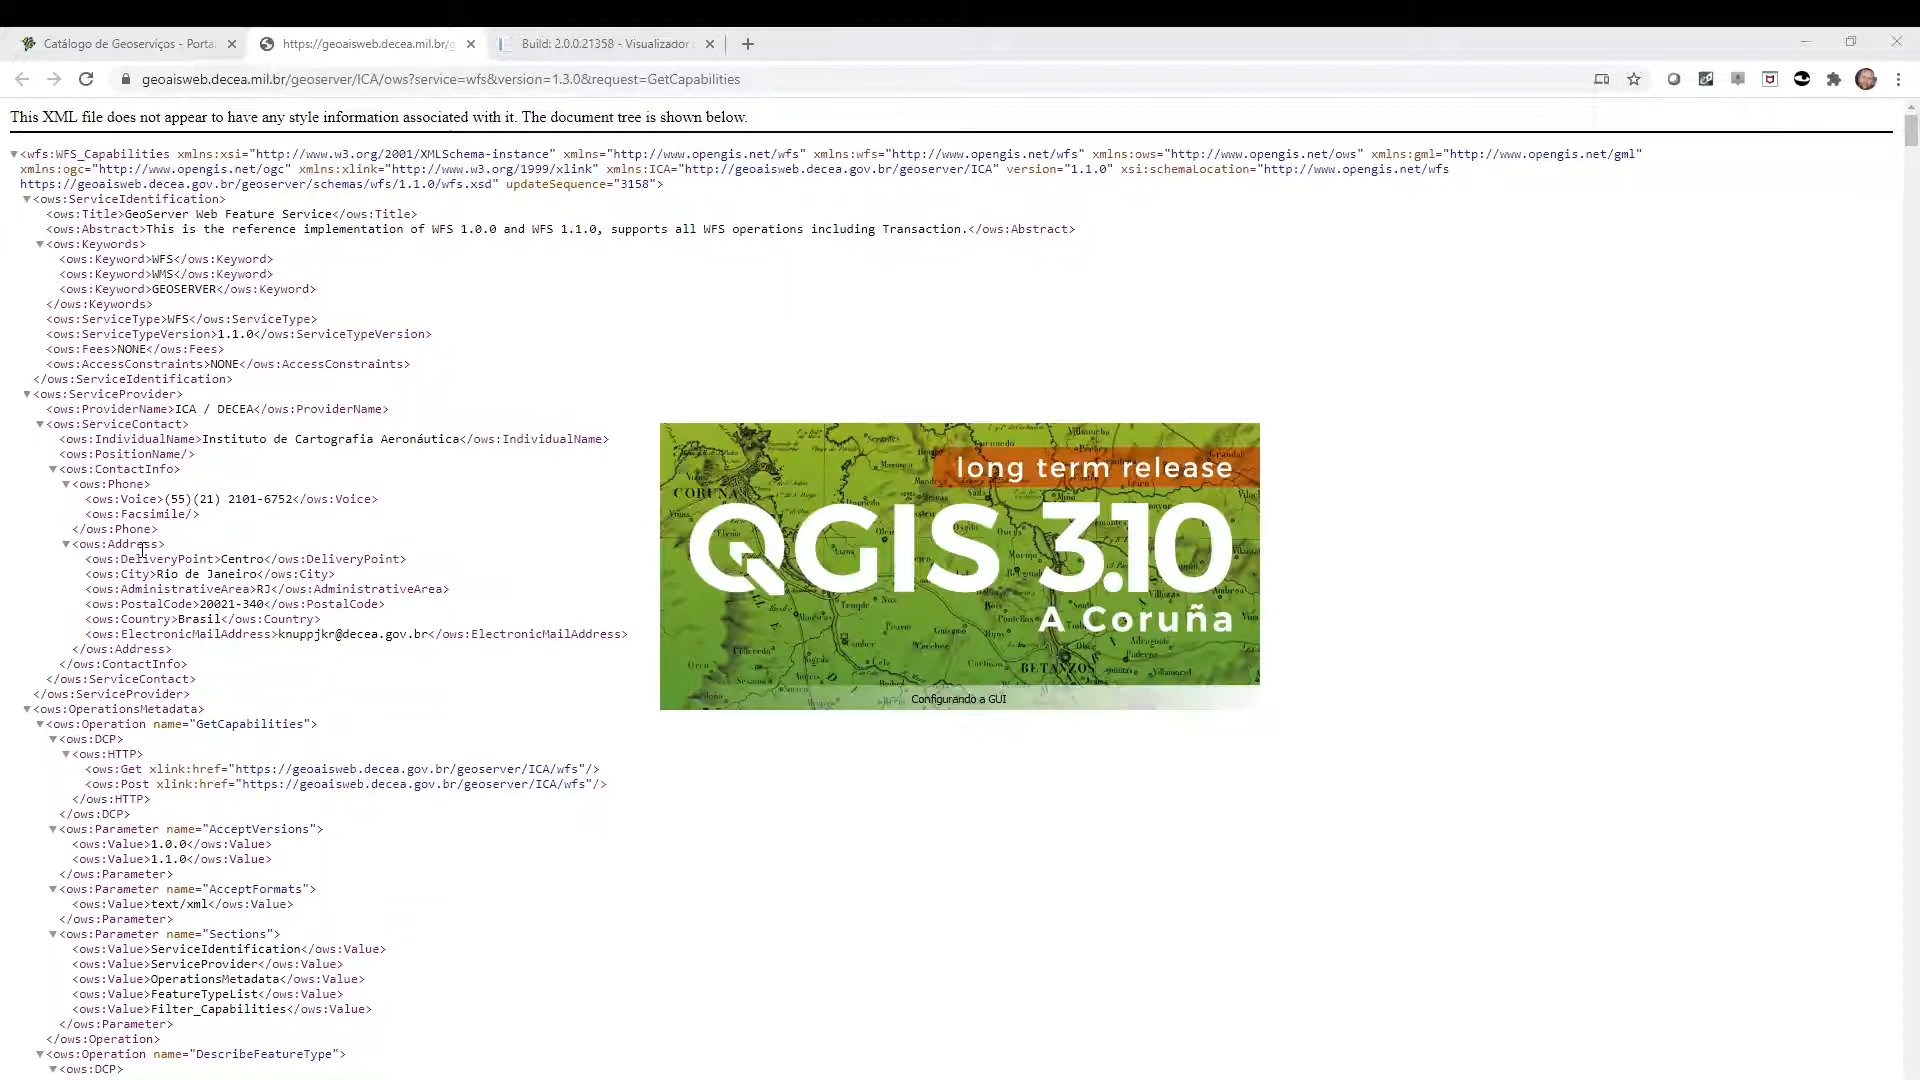 Catálogo de Geoserviços - Porta
https://geoaisweb.decea.mil.br/g
Build: 2.0.0.21358 - Visualizador
geoaisweb.decea.mil.br/geoserver/ICA/ows?service=wfs&version=1.3.0&request=GetCapabilities
This XML file does not appear to have any style information associated with it. The document tree is shown below.
<wfs:WFS_Capabilities xmlns:xsi="http://www.w3.org/2001/XMLSchema-instance" xmlns="http://www.opengis.net/wfs" xmlns:wfs="http://www.opengis.net/wfs" xmlns:ows="http://www.opengis.net/ows" xmlns:gml="http://www.opengis.net/gml"
xmlns:ogc="http://www.opengis.net/ogc" xmlns:xlink="http://www.w3.org/1999/xlink" xmlns:ICA="http://geoaisweb.decea.gov.br/geoserver/ICA" version="1.1.0" xsi:schemaLocation="http://www.opengis.net/wfs
https://geoaisweb.decea.gov.br/geoserver/schemas/wfs/1.1.0/wfs.xsd" updateSequence="3158">
<ows:ServiceIdentification>
<ows:Title>GeoServer Web Feature Service</ows:Title>
<ows:Abstract>This is the reference implementation of WFS 1.0.0 and WFS 1.1.0, supports all WFS operations including Transaction.</ows:Abstract>
<ows:Keywords>
<ows:Keyword>WFS</ows:Keyword>
<ows:Keyword>WMS</ows:Keyword>
<ows:Keyword>GEOSERVER</ows:Keyword>
</ows:Keywords>
<ows:ServiceType>WFS</ows:ServiceType>
<ows:ServiceTypeVersion>1.1.0</ows:ServiceTypeVersion>
<ows:Fees>NONE</ows:Fees>
<ows:AccessConstraints>NONE</ows:AccessConstraints>
</ows:ServiceIdentification>
<ows:ServiceProvider>
<ows:ProviderName>ICA / DECEA</ows:ProviderName>
<ows:ServiceContact>
<ows:IndividualName>Instituto de Cartografia Aeronáutica</ows:IndividualName>
<ows:PositionName/>
<ows:ContactInfo>
<ows:Phone>
<ows:Voice>(55)(21) 2101-6752</ows:Voice>
<ows:Facsimile/>
</ows:Phone>
<ows:Address>
<ows:DeliveryPoint>Centro</ows:DeliveryPoint>
<ows:City>Rio de Janeiro</ows:City>
<ows:AdministrativeArea>RJ</ows:AdministrativeArea>
<ows:PostalCode>20021-340</ows:PostalCode>
<ows:Country>Brasil</ows:Country>
<ows:ElectronicMailAddress>knuppjkr@decea.gov.br</ows:ElectronicMailAddress>
</ows:Address>
</ows:ContactInfo>
</ows:ServiceContact>
</ows:ServiceProvider>
<ows:OperationsMetadata>
<ows:Operation name="GetCapabilities">
<ows:DCP>
<ows:HTTP>
<ows:Get xlink:href="https://geoaisweb.decea.gov.br/geoserver/ICA/wfs"/>
<ows:Post xlink:href="https://geoaisweb.decea.gov.br/geoserver/ICA/wfs"/>
</ows:HTTP>
</ows:DCP>
<ows:Parameter name="AcceptVersions">
<ows:Value>1.0.0</ows:Value>
<ows:Value>1.1.0</ows:Value>
</ows:Parameter>
<ows:Parameter name="AcceptFormats">
<ows:Value>text/xml</ows:Value>
</ows:Parameter>
<ows:Parameter name="Sections">
<ows:Value>ServiceIdentification</ows:Value>
<ows:Value>ServiceProvider</ows:Value>
<ows:Value>OperationsMetadata</ows:Value>
<ows:Value>FeatureTypeList</ows:Value>
<ows:Value>Filter_Capabilities</ows:Value>
</ows:Parameter>
</ows:Operation>
<ows:Operation name="DescribeFeatureType">
<ows:DCP>
long term release
CORUÑA
QGIS 3.10
A Coruña
BETANZOS
Configurando a GUI